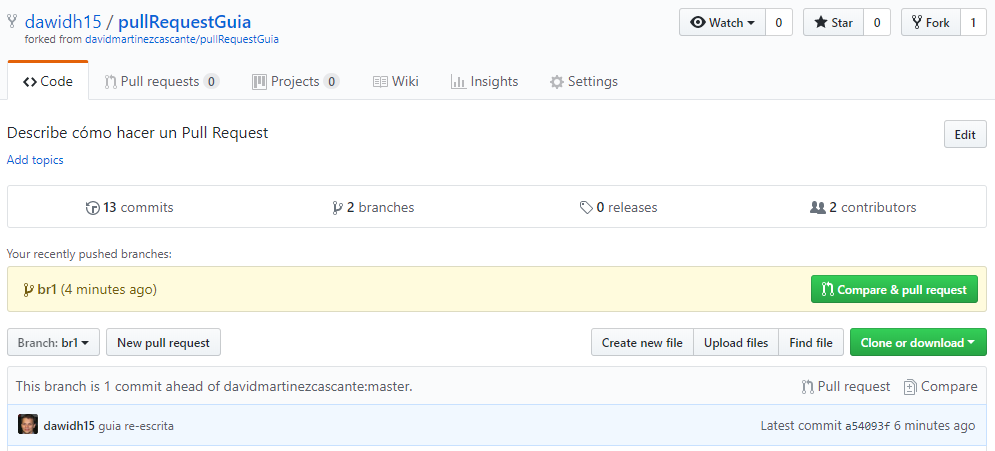 dawidh15 / pullRequestGuia
Watch 0 Star 0 Fork 1
forked from davidmartinezcascante/pullRequestGuia
Code Pull requests 0 Projects 0 Wiki Insights Settings
Describe cómo hacer un Pull Request
Edit
Add topics
13 commits 2 branches 0 releases 2 contributors
Your recently pushed branches:
br1 (4 minutes ago) Compare & pull request
Branch: br1 New pull request Create new file Upload files Find file Clone or download
This branch is 1 commit ahead of davidmartinezcascante:master. Pull request Compare
dawidh15 guia re-escrita Latest commit a54093f 6 minutes ago